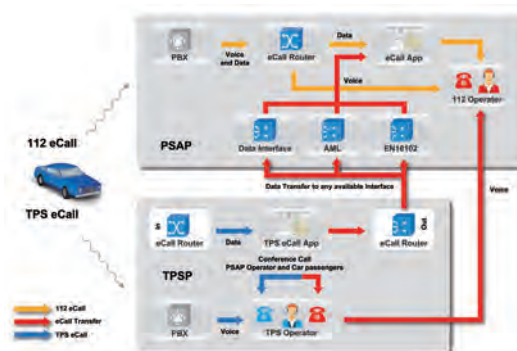 PBX
Voice
and Data
eCall Router
Data
eCall App
Voice
112 Operator
Data Interface
AML
EN16102
PSAP
112 eCall
TPS eCall
Data Transfer to any available Interface
Voice
eCall Router
Data
TPS eCall App
eCall Router
Conference Call
PSAP Operator and Car passengers
TPSP
PBX
Voice
TPS Operator
112 eCall
eCall Transfer
TPS eCall